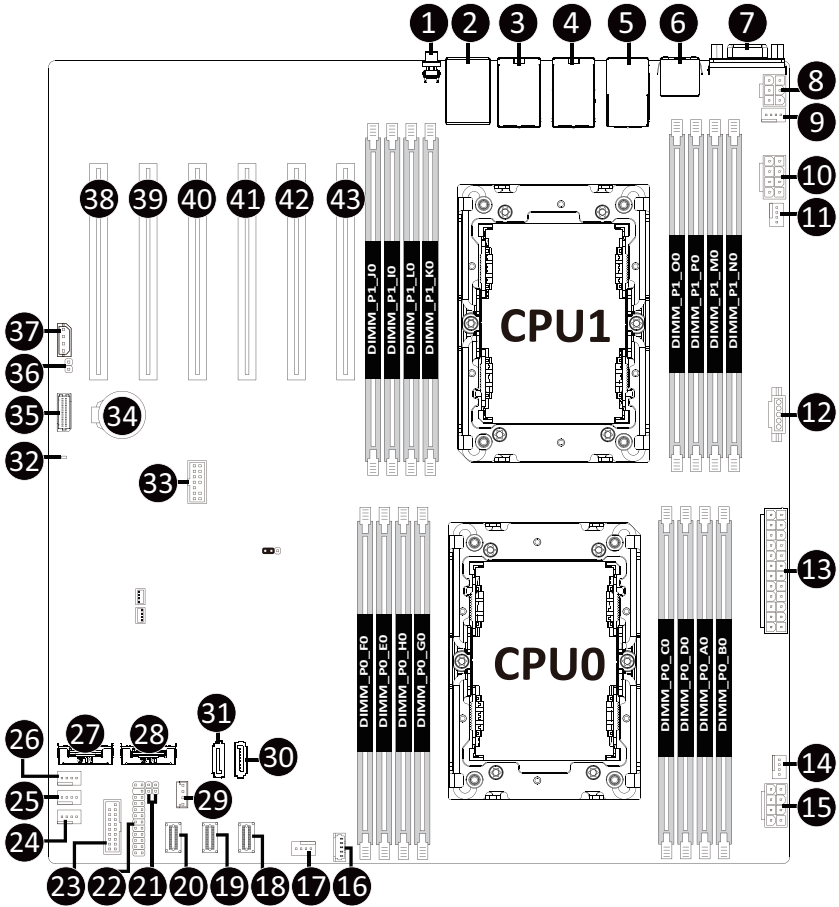 1
2
3
4
5
6
7
8
9
10
11
12
13
14
15
16
17
18
19
20
21
22
23
24
25
26
27
28
29
30
31
32
33
34
35
36
37
38
39
40
41
42
43
DIMM_P1_J0
DIMM_P1_I0
DIMM_P1_L0
DIMM_P1_K0
CPU1
DIMM_P1_O0
DIMM_P1_P0
DIMM_P1_M0
DIMM_P1_N0
DIMM_P0_F0
DIMM_P0_E0
DIMM_P0_H0
DIMM_P0_G0
CPU0
DIMM_P0_C0
DIMM_P0_D0
DIMM_P0_A0
DIMM_P0_B0